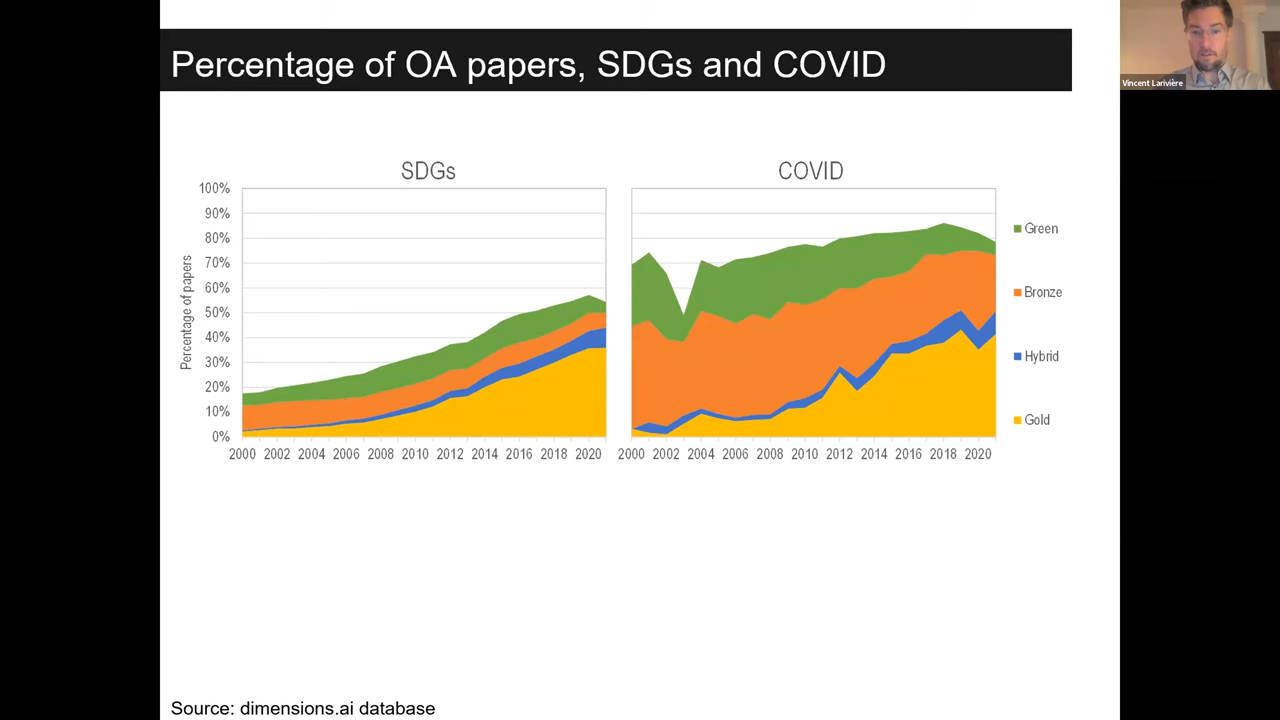 Percentage of OA papers, SDGs and COVID
Vincent Larivière
SDGs
COVID
Percentage of papers
100%
90%
80%
70%
60%
50%
40%
30%
20%
10%
0%
2000 2002 2004 2006 2008 2010 2012 2014 2016 2018 2020
2000 2002 2004 2006 2008 2010 2012 2014 2016 2018 2020
Green
Bronze
Hybrid
Gold
Source: dimensions.ai database